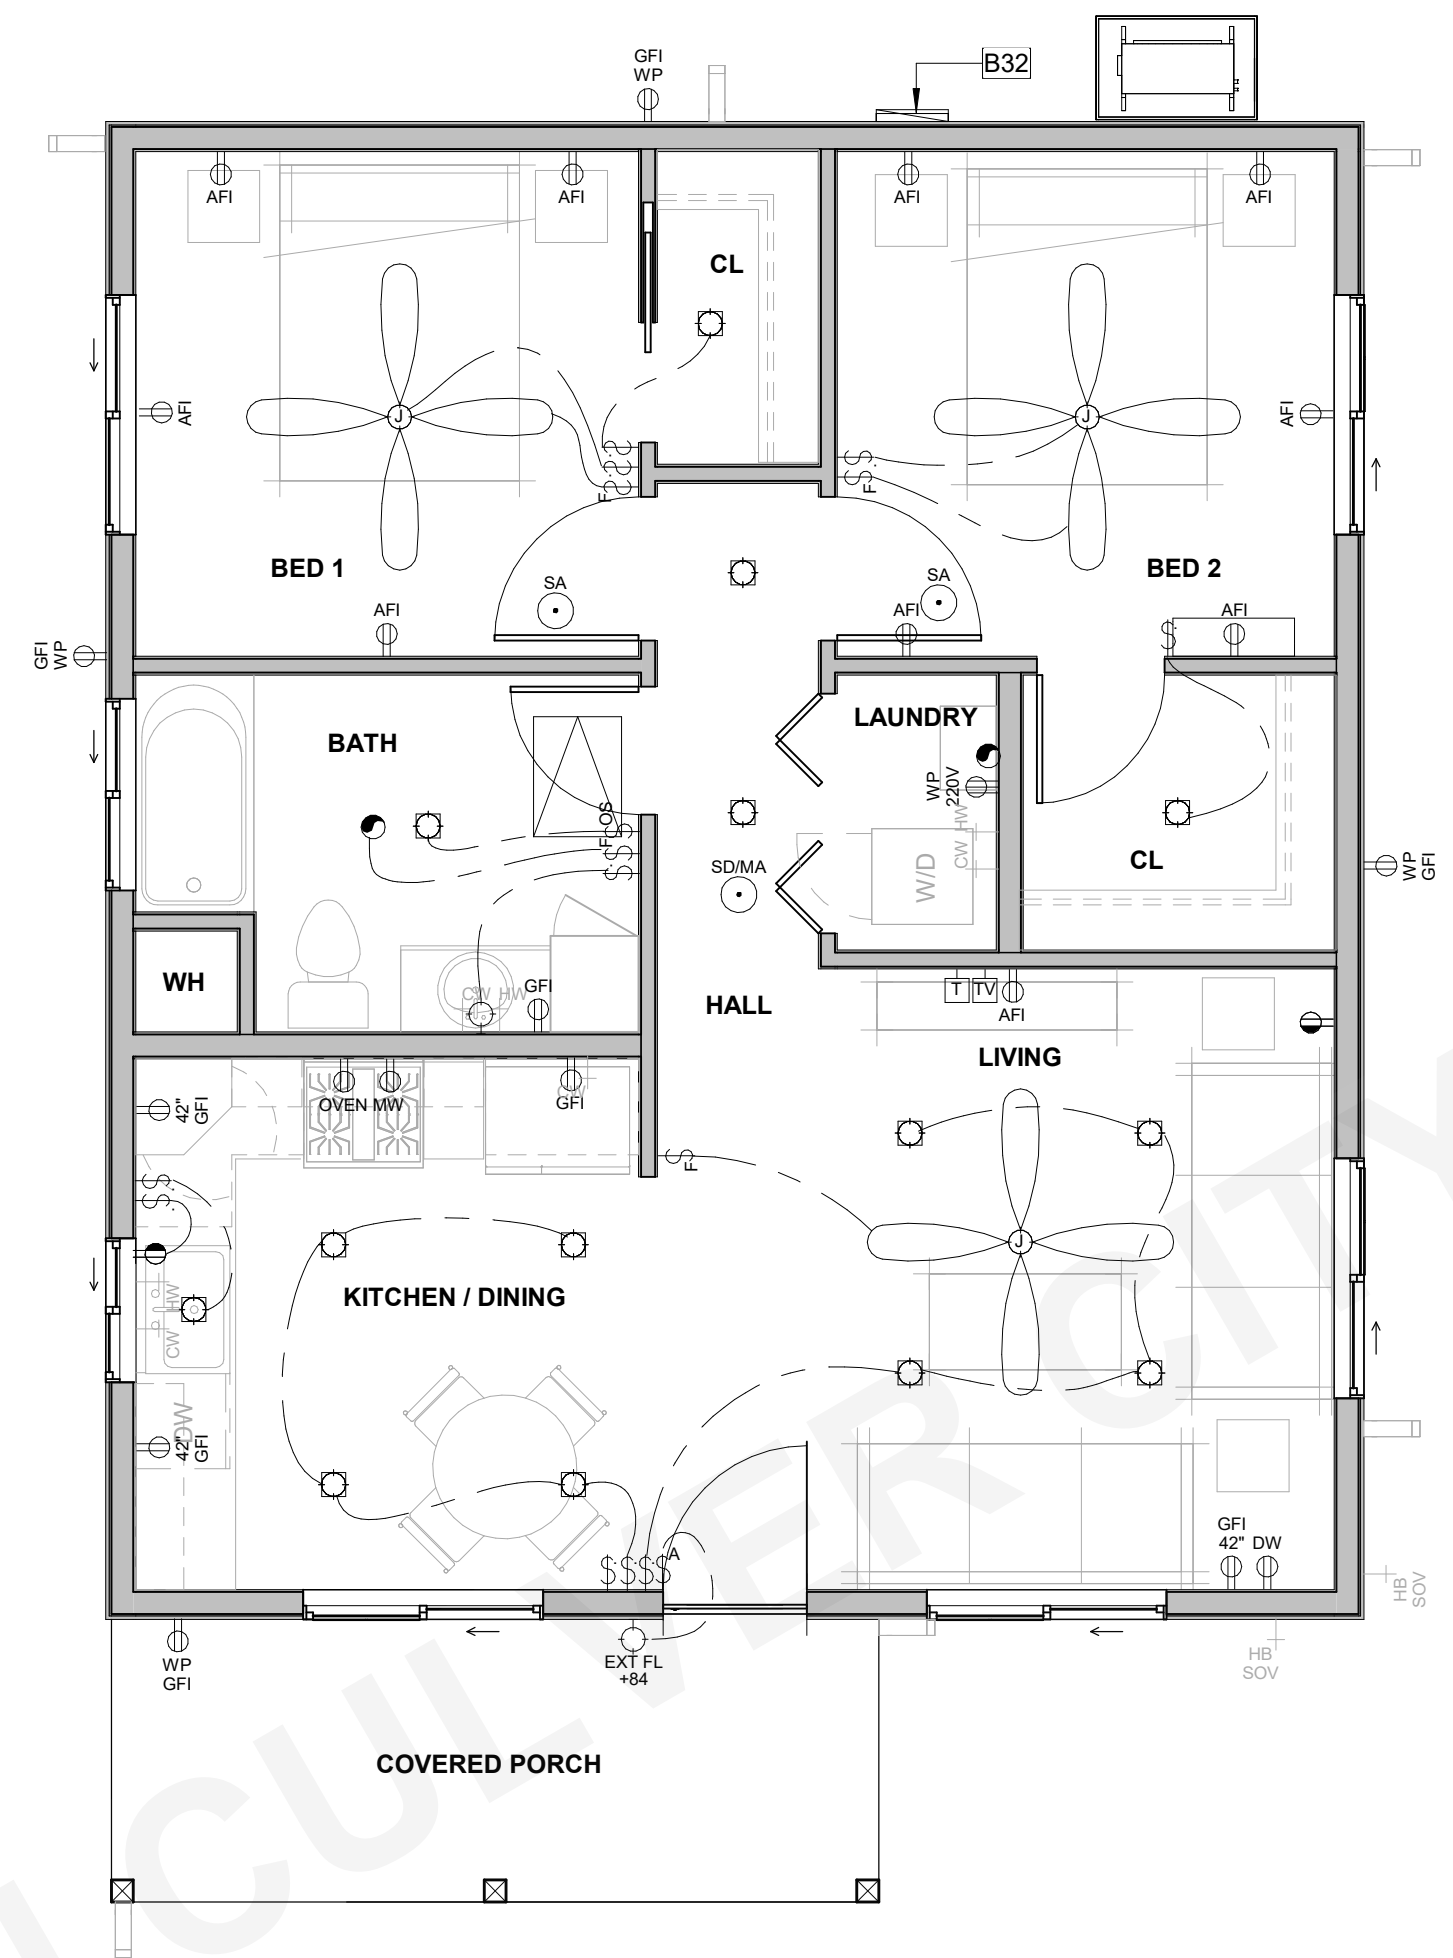 GFI
WP
B32
AFI
AFI
AFI
AFI
CL
AFI
J
J
AFI
S
S
S
F
S
S
F
BED 1
BED 2
SA
SA
AFI
AFI
AFI
S
GFI
WP
BATH
LAUNDRY
WP
220V
OS
F
S
S
S
CW HW
W/D
SD/MA
CL
WP
GFI
WH
CW HW
GFI
HALL
T TV
AFI
LIVING
OVEN MW
CW
GFI
42"
GFI
S
F
S
S
J
HW
CW
KITCHEN / DINING
DW
42"
GFI
GFI
42" DW
S S S S A
HB
SOV
WP
GFI
EXT FL
+84
HB
SOV
COVERED PORCH
CULVER CITY